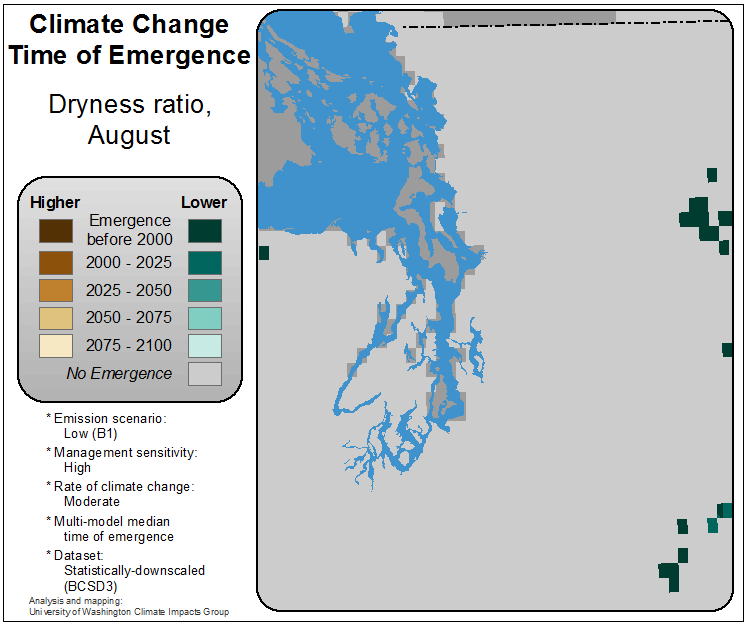 Climate Change
Time of Emergence
Dryness ratio,
August
Higher Lower
Emergence
before 2000
2000 - 2025
2025 - 2050
2050 - 2075
2075 - 2100
No Emergence
* Emission scenario:
Low (B1)
* Management sensitivity:
High
* Rate of climate change:
Moderate
* Multi-model median
time of emergence
* Dataset:
Statistically-downscaled
(BCSD3)
Analysis and mapping:
University of Washington Climate Impacts Group